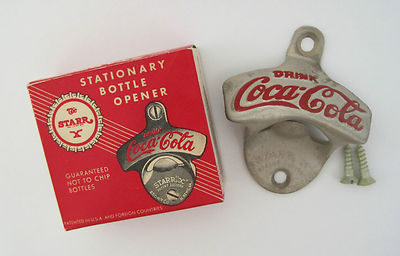 STATIONARY
BOTTLE
OPENER
The
STARR
"X"
GUARANTEED
NOT TO CHIP
BOTTLES
DRINK
Coca-Cola
STARR "X"
PATENTED IN U.S.A. AND FOREIGN COUNTRIES
DRINK
Coca-Cola